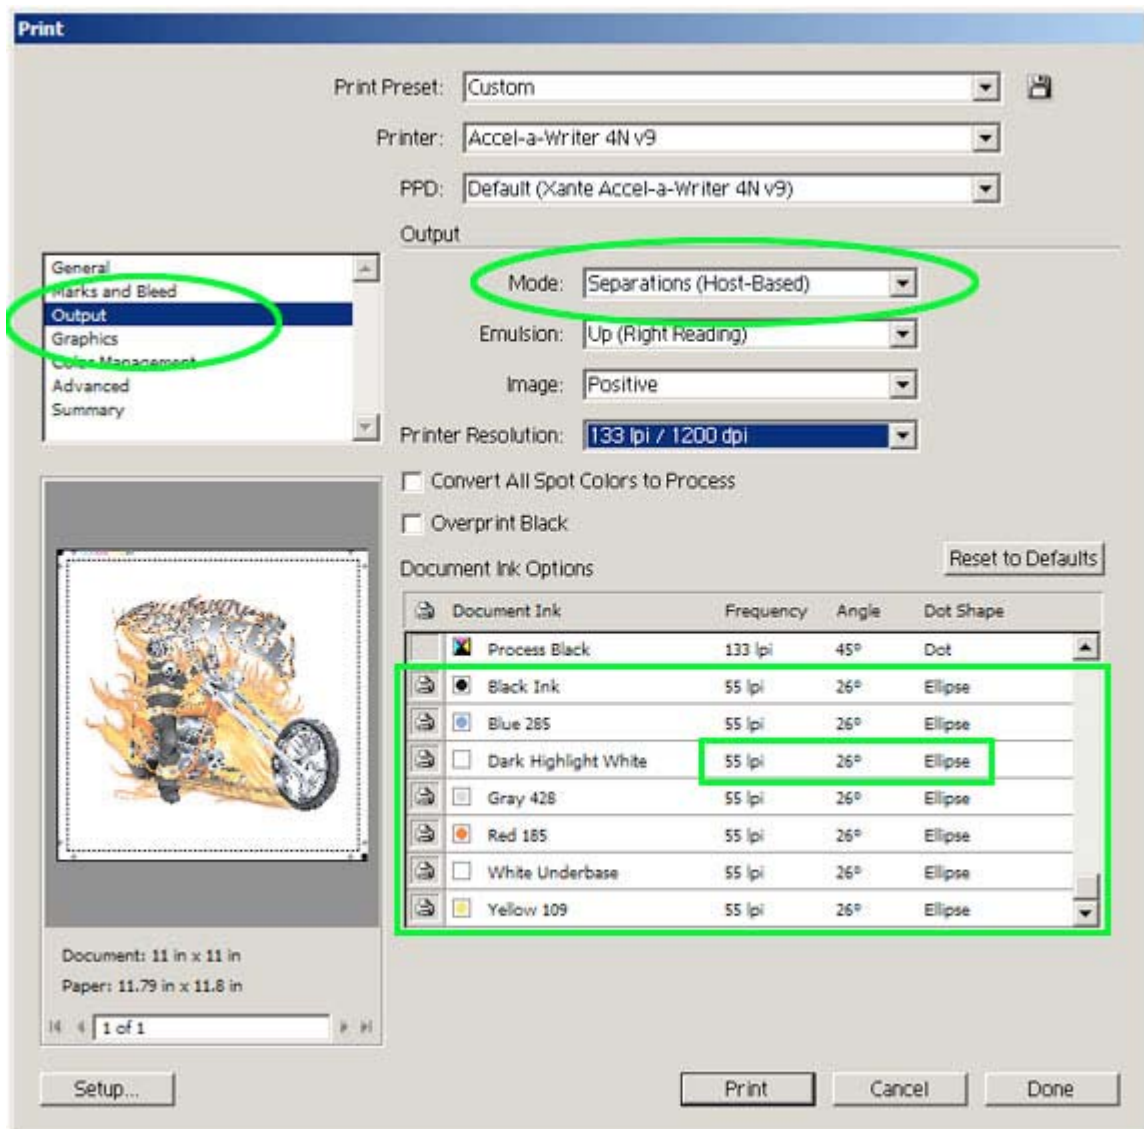 Print
Print Preset: Custom
Printer: Accel-a-Writer 4N v9
PPD: Default (Xante Accel-a-Writer 4N v9)
Output
General
Marks and Bleed
Output
Graphics
Color Management
Advanced
Summary
Mode: Separations (Host-Based)
Emulsion: Up (Right Reading)
Image: Positive
Printer Resolution: 133 lpi / 1200 dpi
Convert All Spot Colors to Process
Overprint Black
Document Ink Options
Reset to Defaults
Document Ink Frequency Angle Dot Shape
Process Black 133 lpi 45° Dot
Black Ink 55 lpi 26° Ellipse
Blue 285 55 lpi 26° Ellipse
Dark Highlight White 55 lpi 26° Ellipse
Gray 428 55 lpi 26° Ellipse
Red 185 55 lpi 26° Ellipse
White Underbase 55 lpi 26° Ellipse
Yellow 109 55 lpi 26° Ellipse
Document: 11 in x 11 in
Paper: 11.79 in x 11.8 in
1 of 1
Setup... Print Cancel Done